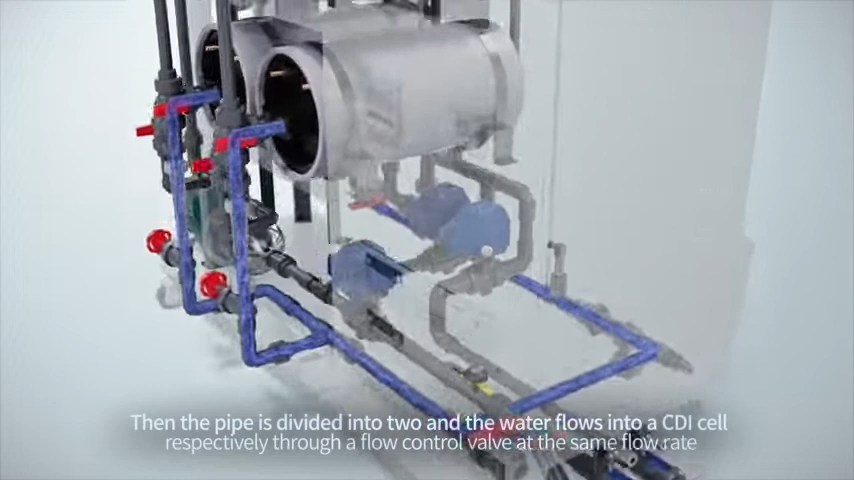 Then the pipe is divided into two and the water flows into a CDI cell
respectively through a flow control valve at the same flow rate